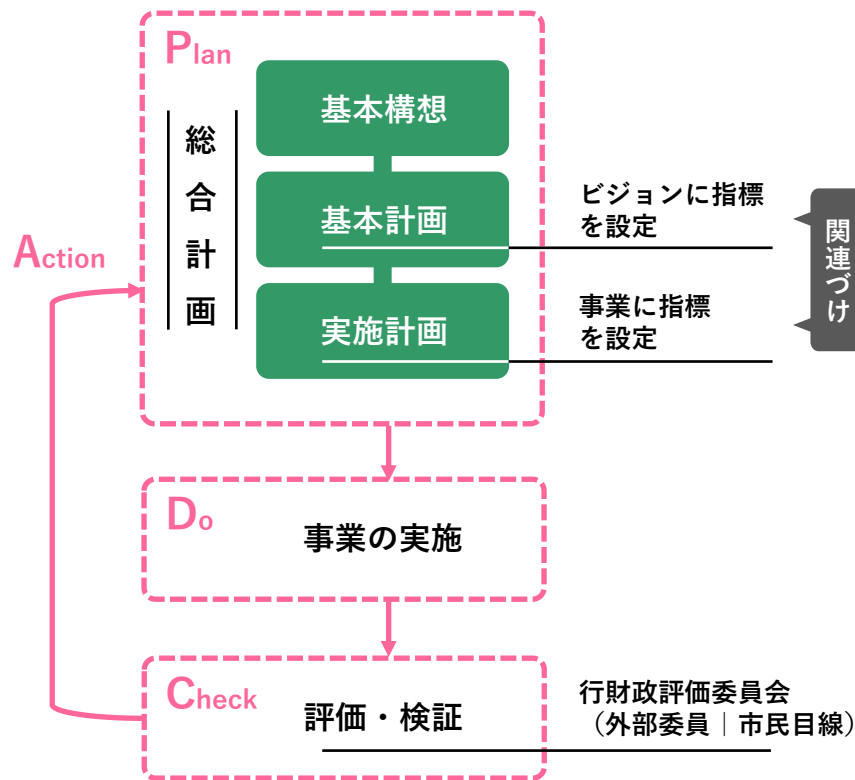 Plan
総合計画
基本構想
基本計画
ビジョンに指標
を設定
関連づけ
Action
実施計画
事業に指標
を設定
Do
事業の実施
Check
評価・検証
行財政評価委員会
（外部委員｜市民目線）